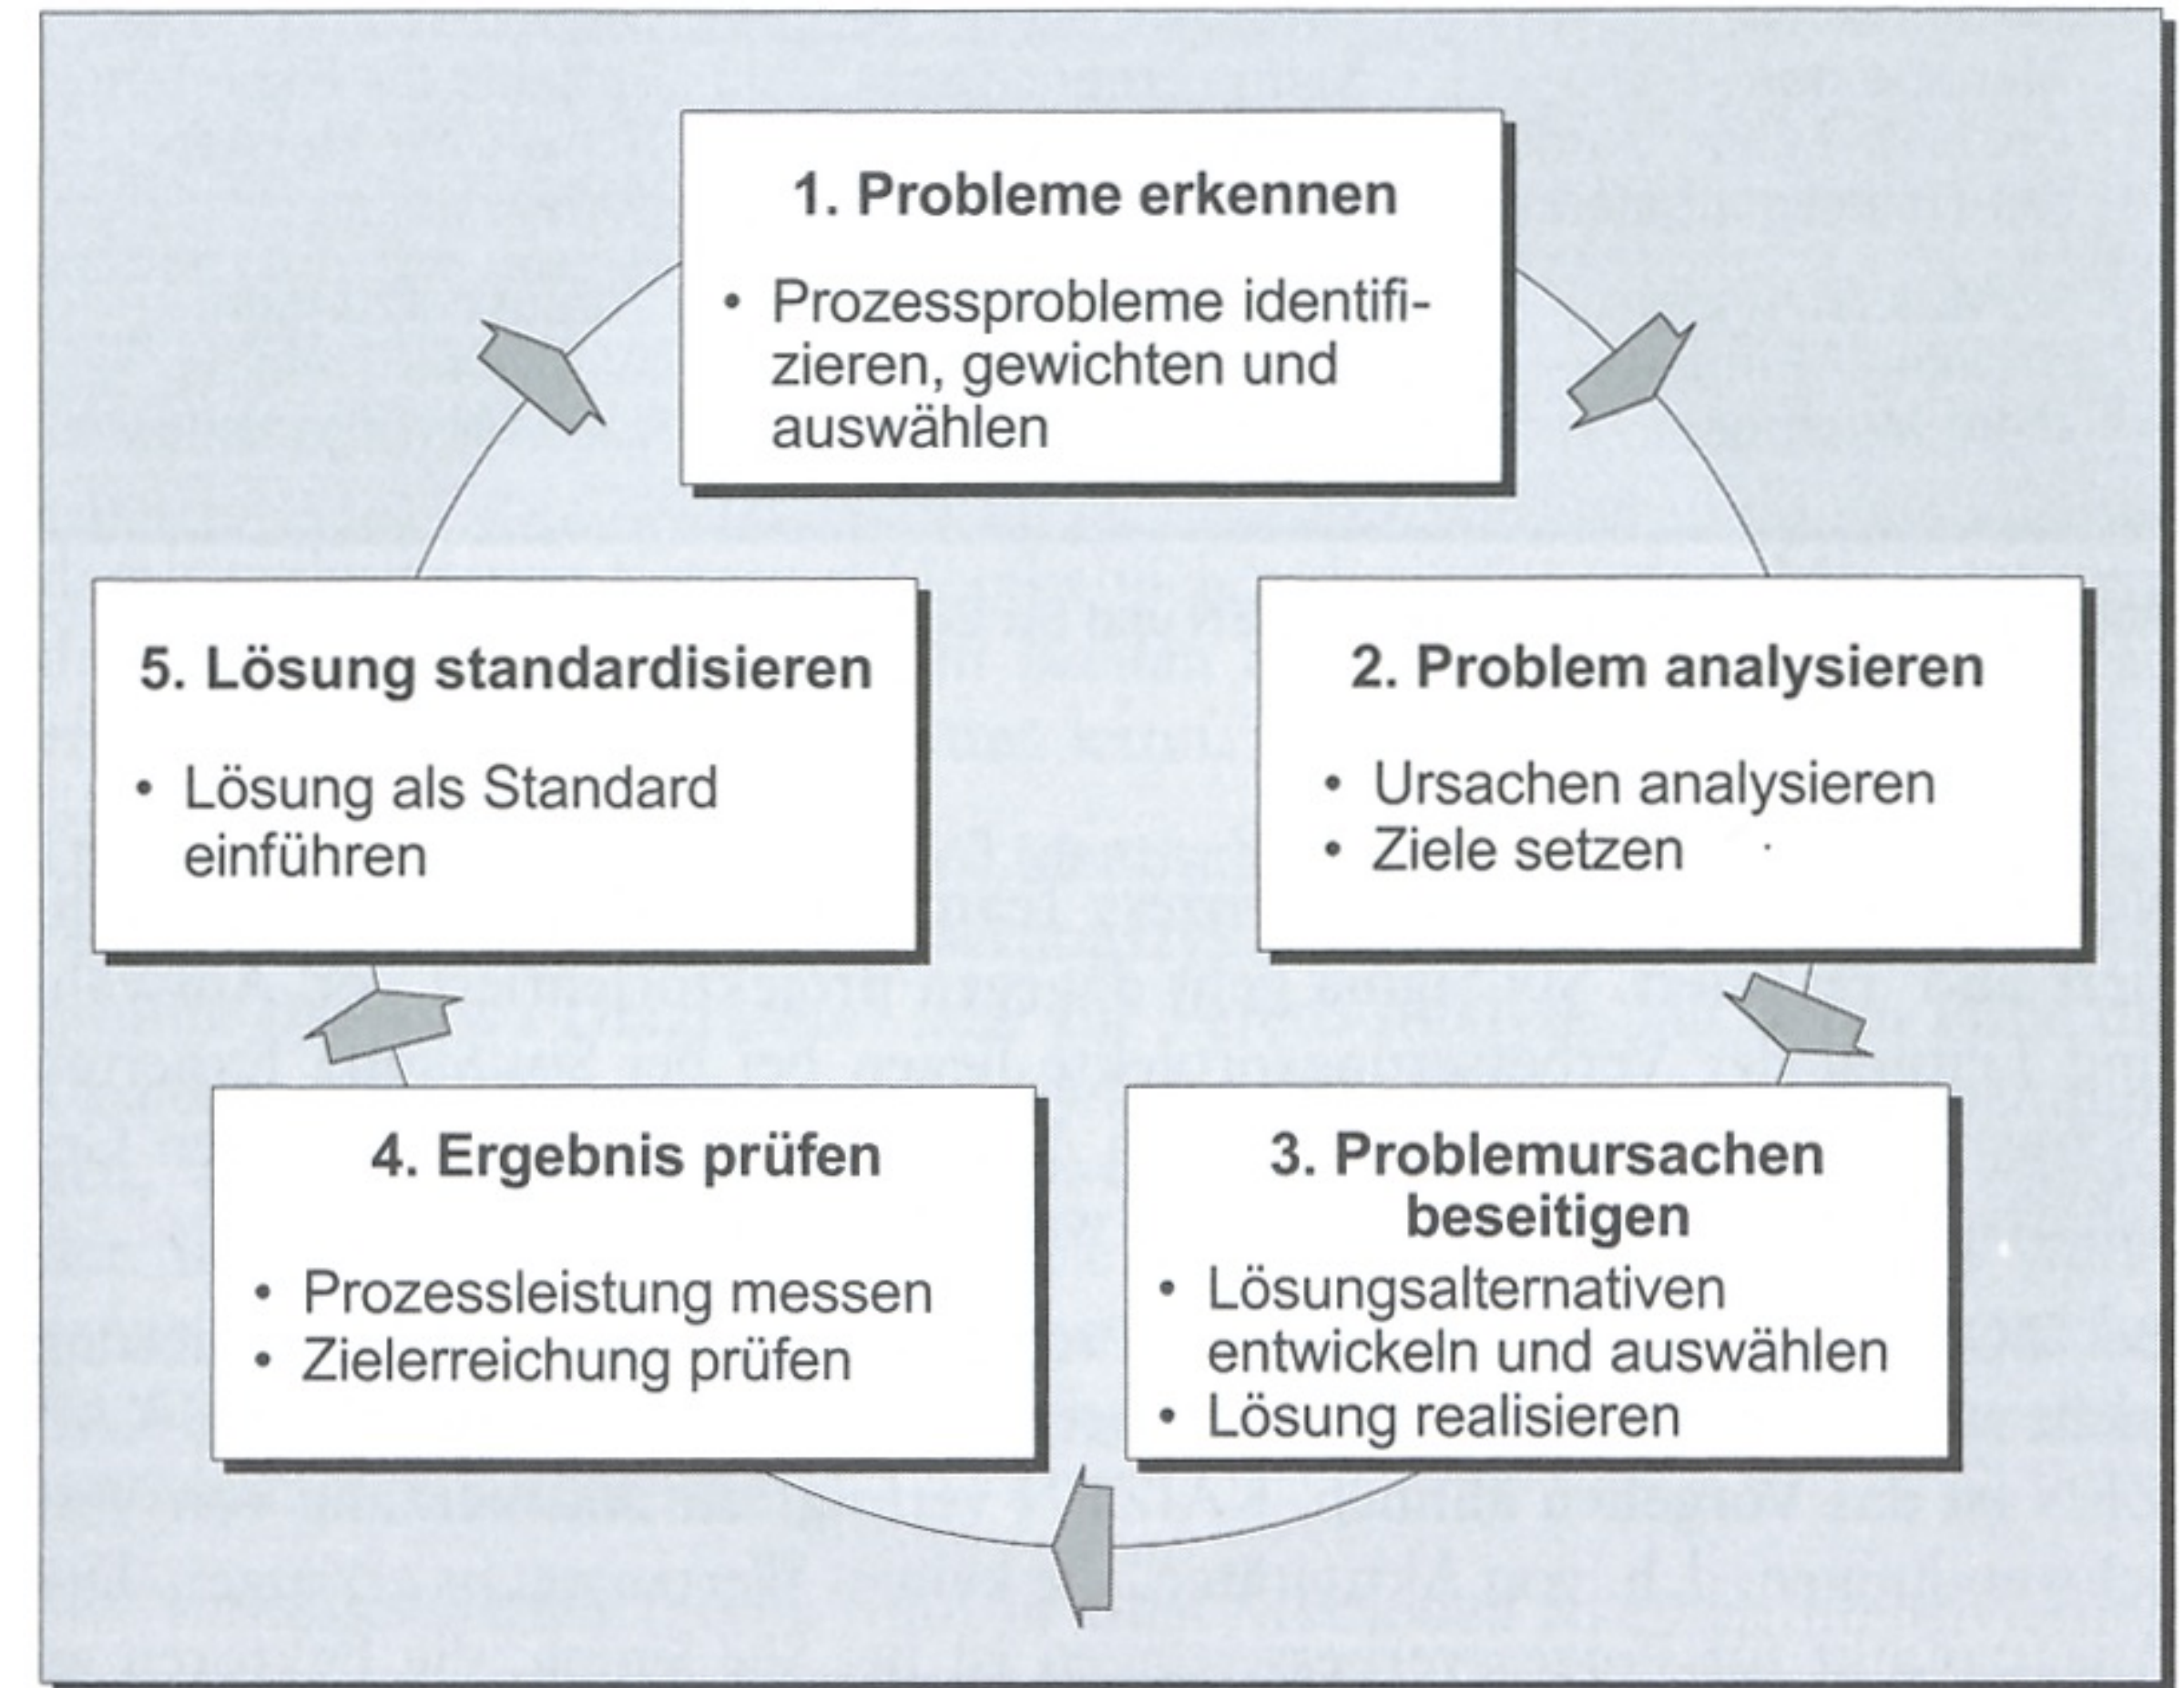 1. Probleme erkennen
• Prozessprobleme identifi-
zieren, gewichten und
auswählen
2. Problem analysieren
• Ursachen analysieren
• Ziele setzen
3. Problemursachen
beseitigen
• Lösungsalternativen
entwickeln und auswählen
• Lösung realisieren
4. Ergebnis prüfen
• Prozessleistung messen
• Zielerreichung prüfen
5. Lösung standardisieren
• Lösung als Standard
einführen